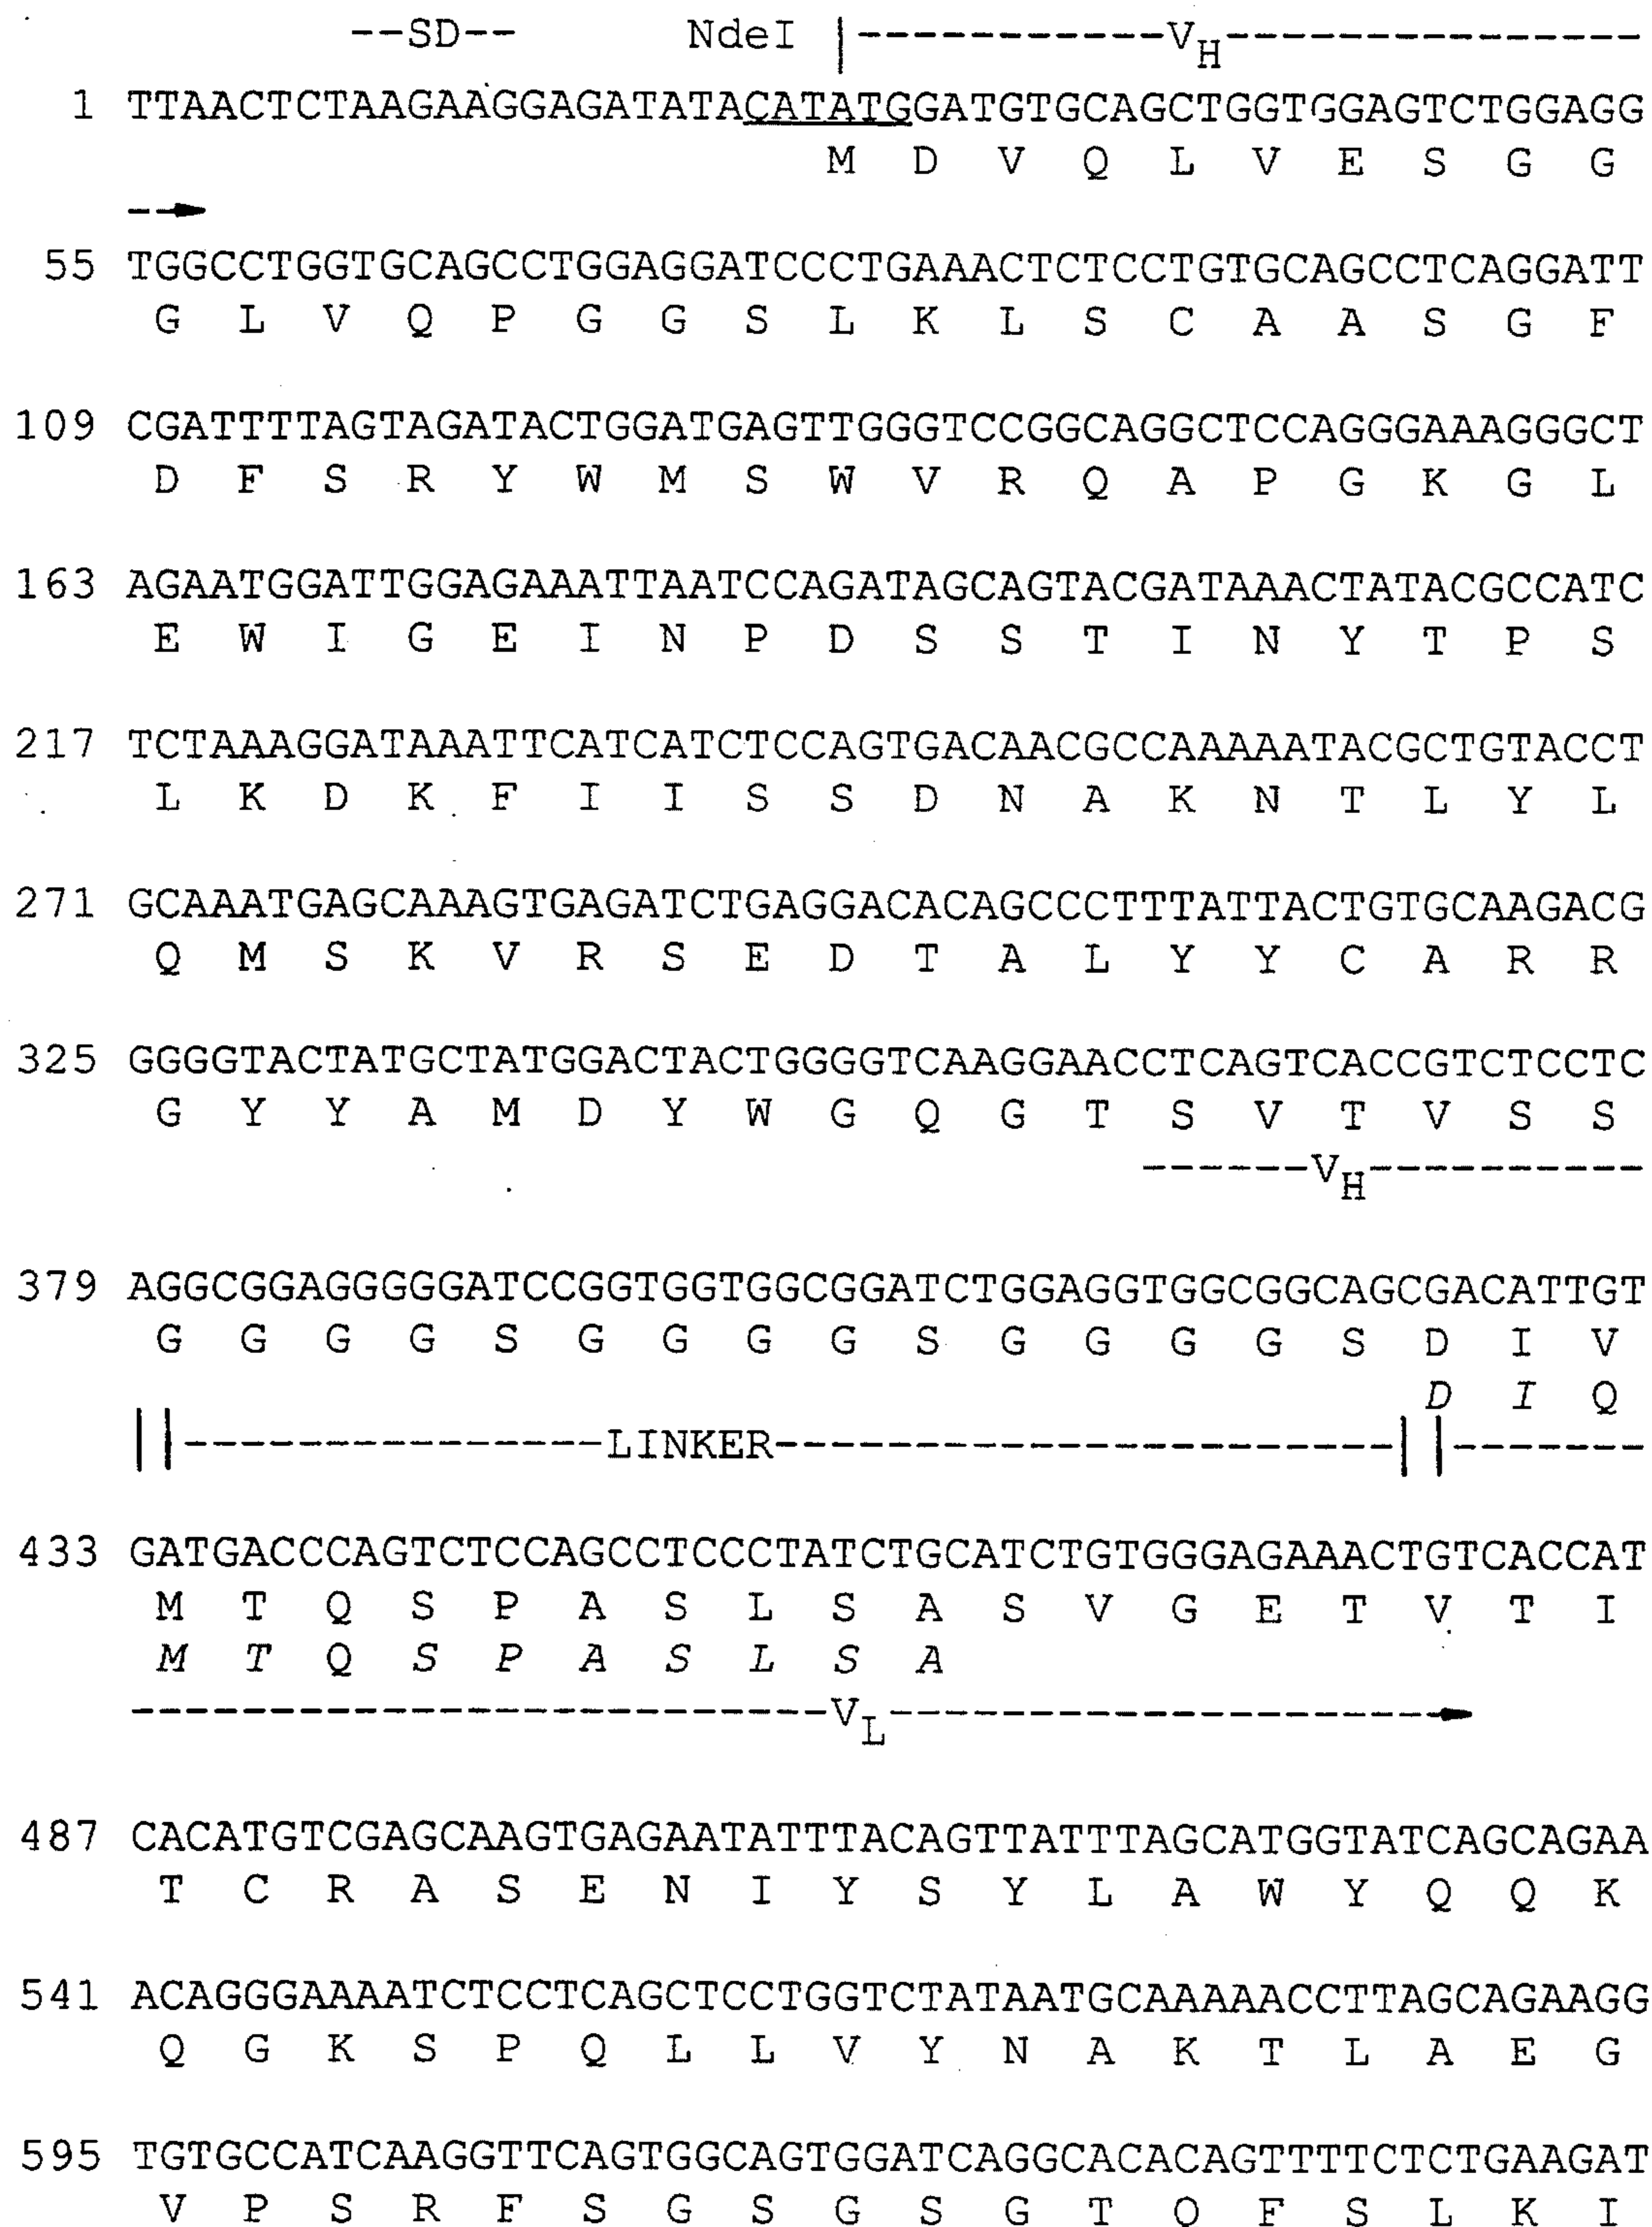 --SD-- NdeI |-----------VH---------------
1 TTAACTCTAAGAAGGAGATATACATATGGATGTGCAGCTGGTGGAGTCTGGAGG
M D V Q L V E S G G
--►
55 TGGCCTGGTGCAGCCTGGAGGATCCCTGAAACTCTCCTGTGCAGCCTCAGGATT
G L V Q P G G S L K L S C A A S G F
109 CGATTTTAGTAGATACTGGATGAGTTGGGTCCGGCAGGCTCCAGGGAAAGGGCT
D F S R Y W M S W V R Q A P G K G L
163 AGAATGGATTGGAGAAATTAATCCAGATAGCAGTACGATAAACTATACGCCATC
E W I G E I N P D S S T I N Y T P S
217 TCTAAAGGATAAATTCATCATCTCCAGTGACAACGCCAAAAATACGCTGTACCT
L K D K F I I S S D N A K N T L Y L
271 GCAAATGAGCAAAGTGAGATCTGAGGACACAGCCCTTTATTACTGTGCAAGACG
Q M S K V R S E D T A L Y Y C A R R
325 GGGGTACTATGCTATGGACTACTGGGGTCAAGGAACCTCAGTCACCGTCTCCTC
G Y Y A M D Y W G Q G T S V T V S S
------VH----------
379 AGGCGGAGGGGGATCCGGTGGTGGCGGATCTGGAGGTGGCGGCAGCGACATTGT
G G G G S G G G G S G G G G S D I V
D I Q
||---------------LINKER----------------------||-------
433 GATGACCCAGTCTCCAGCCTCCCTATCTGCATCTGTGGGAGAAACTGTCACCAT
M T Q S P A S L S A S V G E T V T I
M T Q S P A S L S A
-------------------------VL--------------------►
487 CACATGTCGAGCAAGTGAGAATATTTACAGTTATTTAGCATGGTATCAGCAGAA
T C R A S E N I Y S Y L A W Y Q Q K
541 ACAGGGAAAATCTCCTCAGCTCCTGGTCTATAATGCAAAAACCTTAGCAGAAGG
Q G K S P Q L L V Y N A K T L A E G
595 TGTGCCATCAAGGTTCAGTGGCAGTGGATCAGGCACACAGTTTTCTCTGAAGAT
V P S R F S G S G S G T Q F S L K I